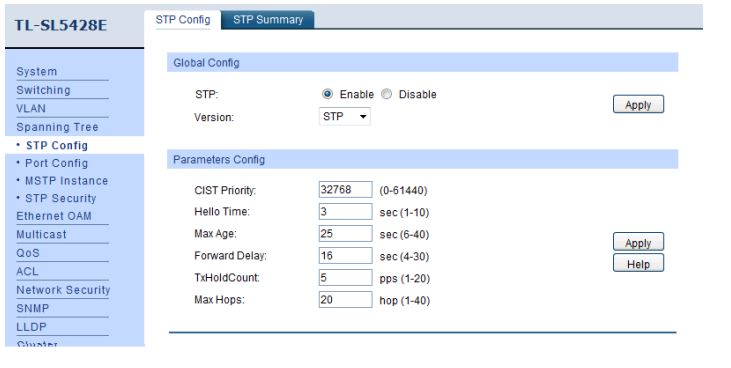 TL-SL5428E
STP Config STP Summary
System
Switching
VLAN
Spanning Tree
• STP Config
• Port Config
• MSTP Instance
• STP Security
Ethernet OAM
Multicast
QoS
ACL
Network Security
SNMP
LLDP
Cluster
Global Config
STP: Enable Disable
Version: STP
Apply
Parameters Config
CIST Priority: 32768 (0-61440)
Hello Time: 3 sec (1-10)
Max Age: 25 sec (6-40)
Forward Delay: 16 sec (4-30)
TxHoldCount: 5 pps (1-20)
Max Hops: 20 hop (1-40)
Apply
Help